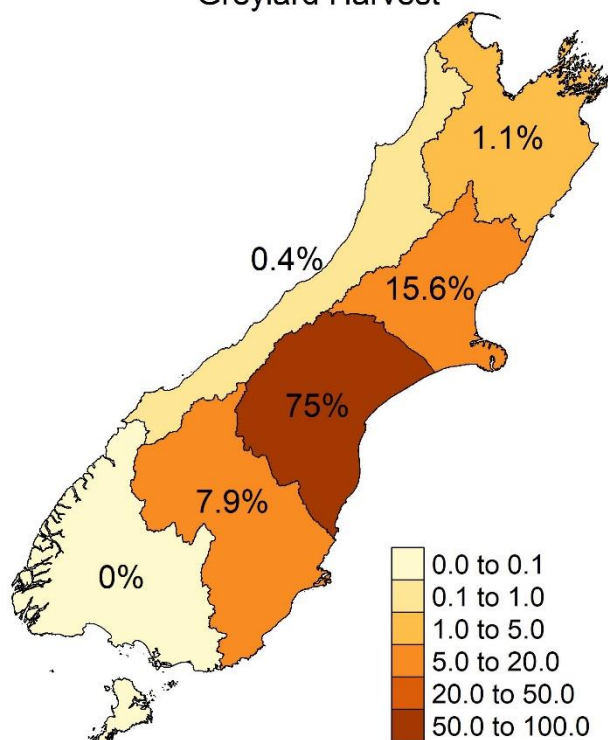 Greylard Harvest
1.1%
0.4%
15.6%
75%
7.9%
0%
0.0 to 0.1
0.1 to 1.0
1.0 to 5.0
5.0 to 20.0
20.0 to 50.0
50.0 to 100.0